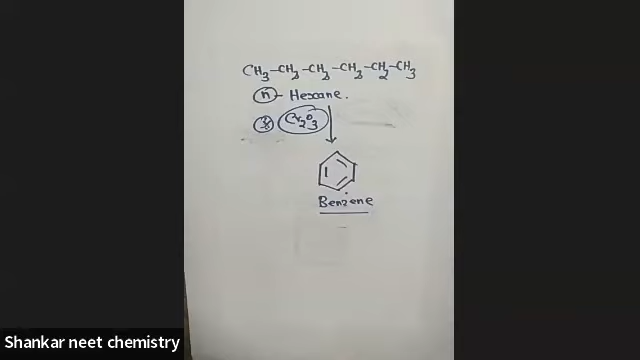 CH3-CH2-CH2-CH2-CH2-CH3
n- Hexane.
Cr2O3
Benzene
Shankar neet chemistry